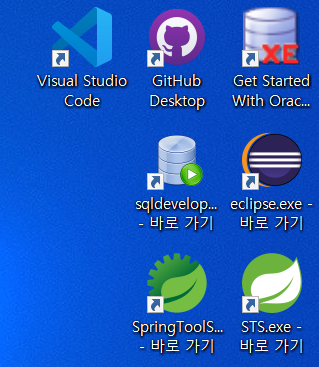 Visual Studio
Code
GitHub
Desktop
XE
Get Started
With Orac...
sqldevelop...
- 바로 가기
eclipse.exe -
바로 가기
SpringToolS...
- 바로 가기
STS.exe -
바로 가기